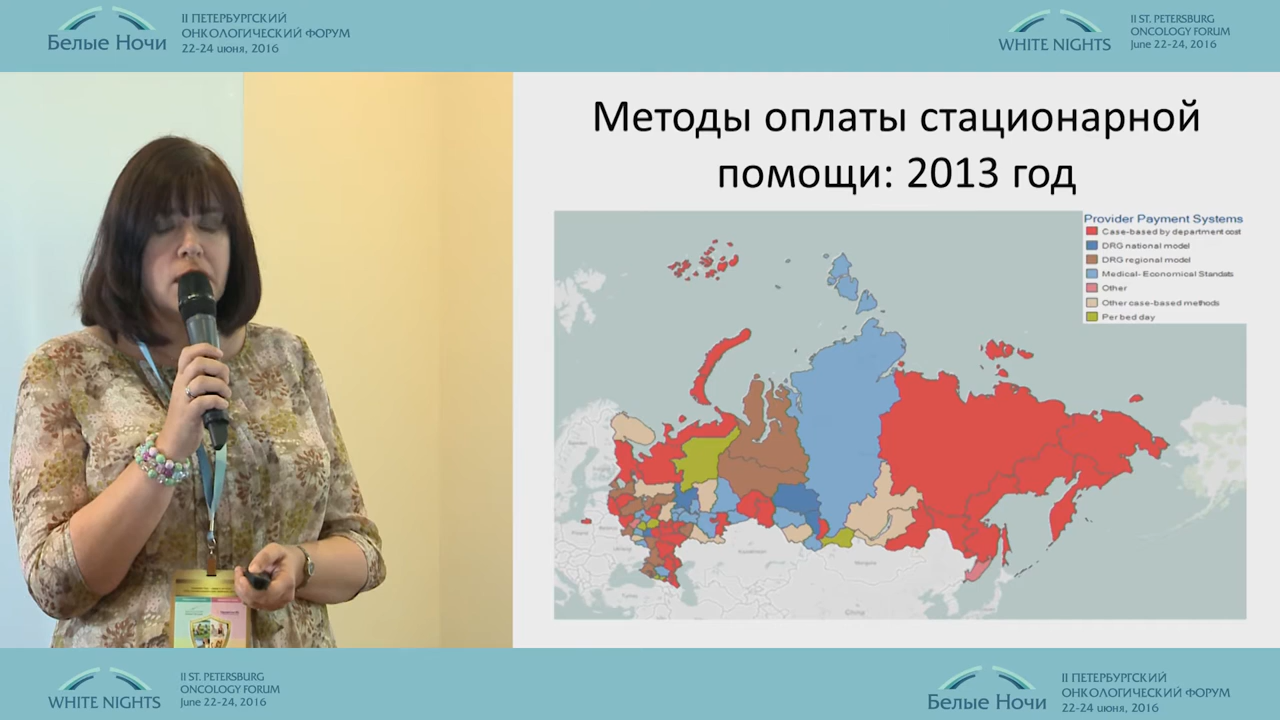 Белые Ночи
II ПЕТЕРБУРГСКИЙ
ОНКОЛОГИЧЕСКИЙ ФОРУМ
22-24 июня, 2016
WHITE NIGHTS
II ST. PETERSBURG
ONCOLOGY FORUM
June 22-24, 2016
Методы оплаты стационарной
помощи: 2013 год
Provider Payment Systems
Case-based by department cost
DRG national model
DRG regional model
Medical- Economical Standats
Other
Other case-based methods
Per bed day
WHITE NIGHTS
II ST. PETERSBURG
ONCOLOGY FORUM
June 22-24, 2016
Белые Ночи
II ПЕТЕРБУРГСКИЙ
ОНКОЛОГИЧЕСКИЙ ФОРУМ
22-24 июня, 2016